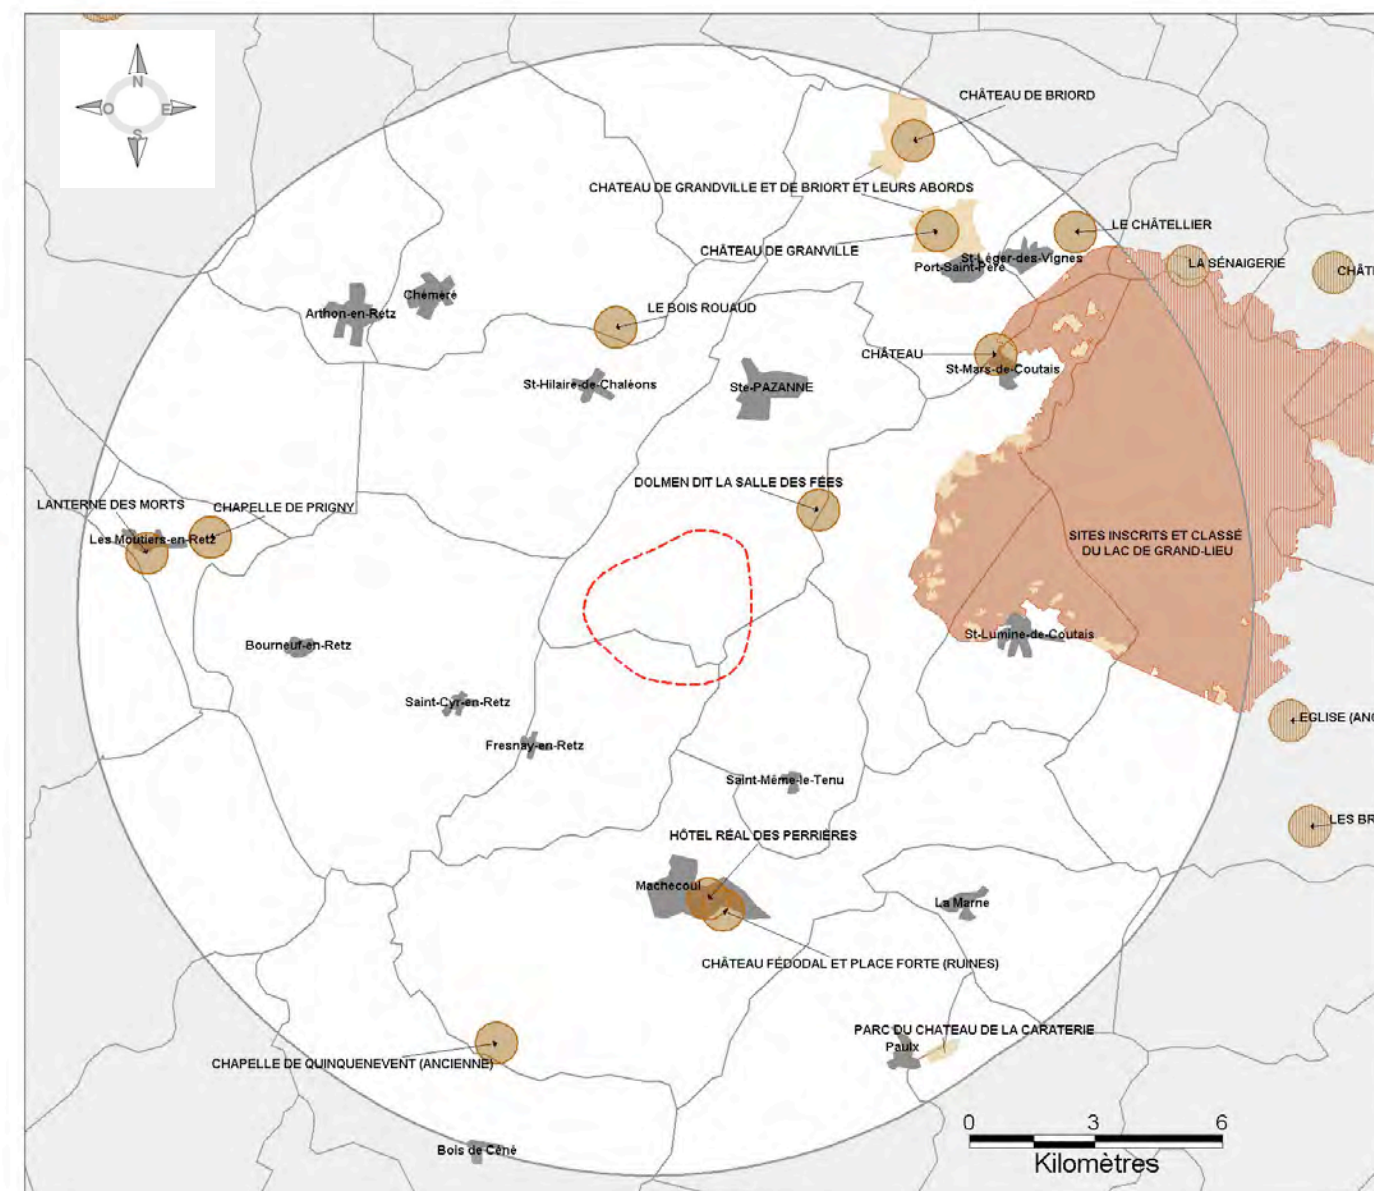 N
O
E
S
CHÂTEAU DE BRIORD
CHATEAU DE GRANDVILLE ET DE BRIORT ET LEURS ABORDS
LE CHÂTELLIER
CHÂTEAU DE GRANVILLE
St-Léger-des-Vignes
Port-Saint-Père
LA SÉNAIGERIE
CHÂT
Chéméré
Arthon-en-Retz
LE BOIS ROUAUD
CHÂTEAU
St-Mars-de-Coutais
St-Hilaire-de-Chaléons
Ste-PAZANNE
DOLMEN DIT LA SALLE DES FÉES
LANTERNE DES MORTS
CHAPELLE DE PRIGNY
Les Moutiers-en-Retz
SITES INSCRITS ET CLASSÉ
DU LAC DE GRAND-LIEU
St-Lumine-de-Coutais
Bourneuf-en-Retz
Saint-Cyr-en-Retz
EGLISE (ANC
Fresnay-en-Retz
Saint-Même-le-Tenu
LES BR
HÔTEL RÉAL DES PERRIÈRES
Machecoul
La Marne
CHÂTEAU FÉDODAL ET PLACE FORTE (RUINES)
PARC DU CHATEAU DE LA CARATERIE
Paulx
CHAPELLE DE QUINQUENEVENT (ANCIENNE)
Bois de Céné
0 3 6
Kilomètres